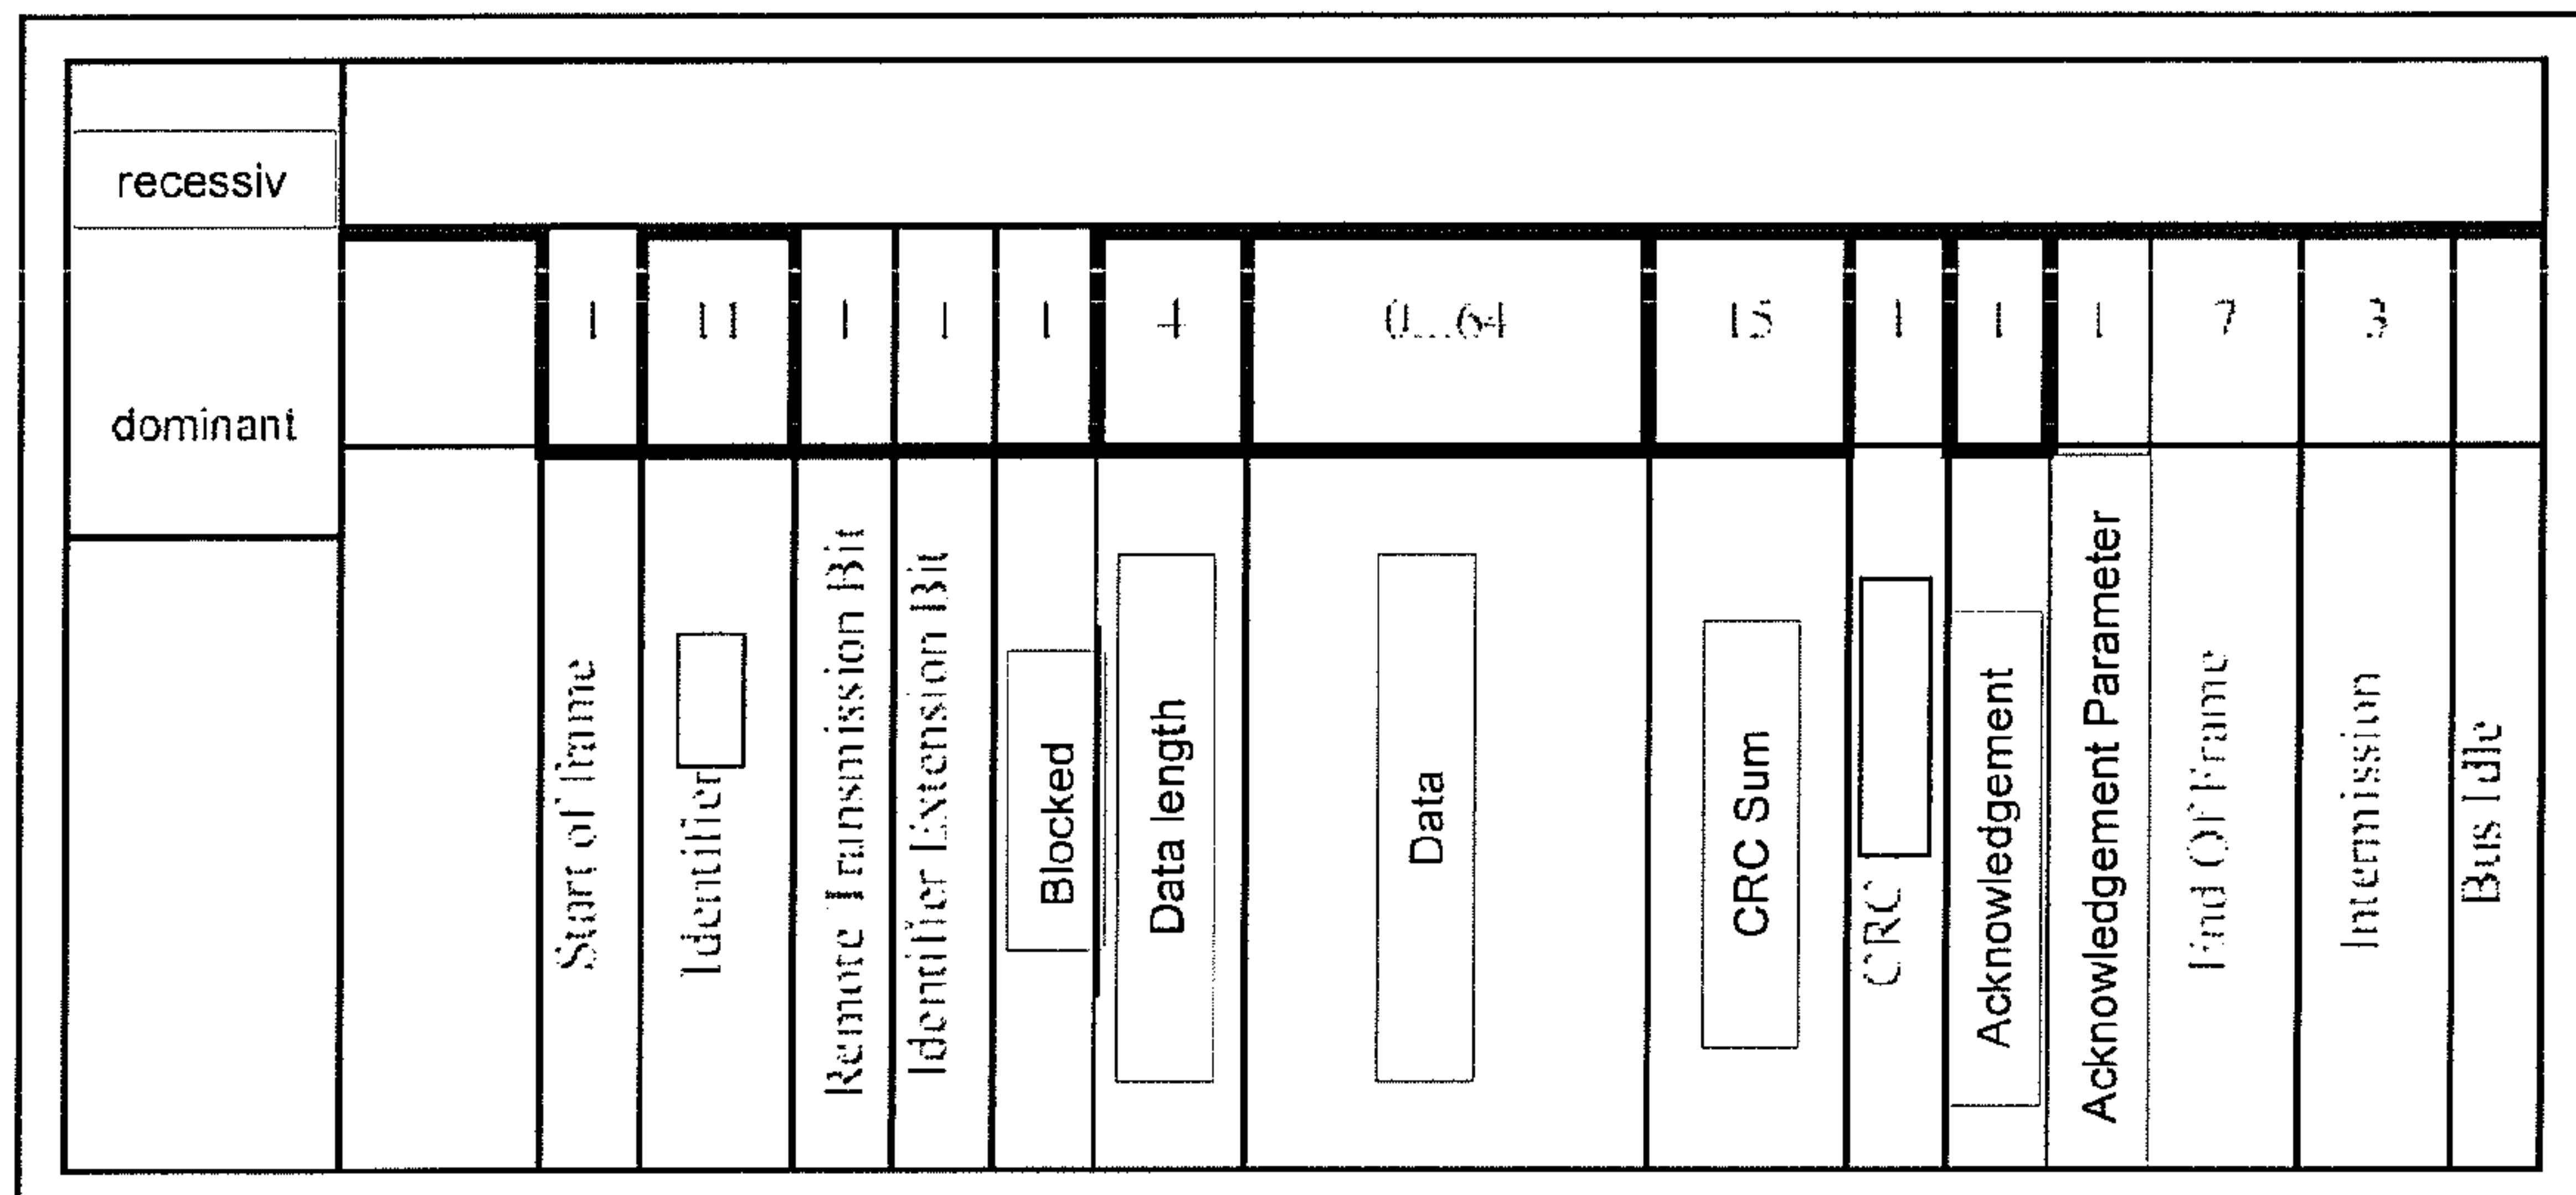 recessiv
dominant
1
11
1
1
1
4
0...64
15
1
1
1
7
3
Start of frame
Identifier
Remote Transmission Bit
Identifier Extension Bit
Blocked
Data length
Data
CRC Sum
CRC
Acknowledgement
Acknowledgement Parameter
End Of Frame
Intermission
Bus Idle